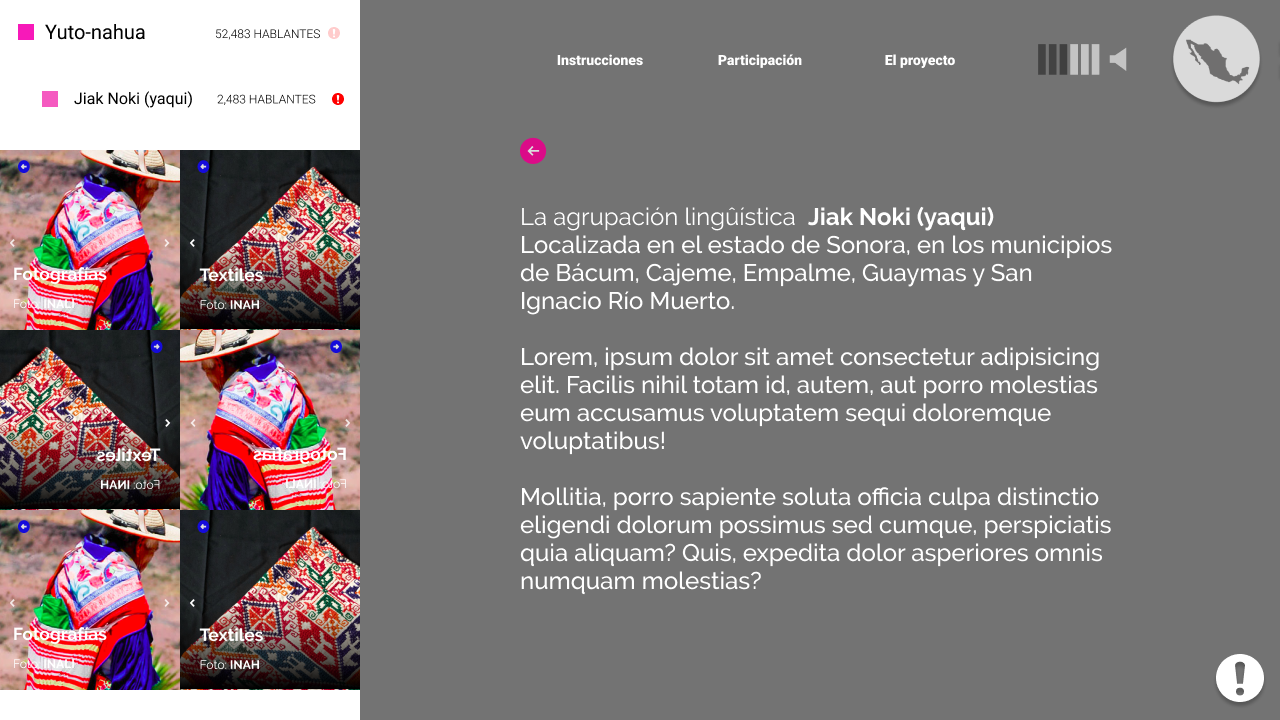 Yuto-nahua
52,483 HABLANTES
Jiak Noki (yaqui)
2,483 HABLANTES
Fotografías
Foto: INALI
Textiles
Foto: INAH
Textiles
Foto: INAH
Fotografías
Foto: INALI
Fotografías
Foto: INALI
Textiles
Foto: INAH
Instrucciones
Participación
El proyecto
La agrupación lingûística Jiak Noki (yaqui)
Localizada en el estado de Sonora, en los municipios
de Bácum, Cajeme, Empalme, Guaymas y San
Ignacio Río Muerto.
Lorem, ipsum dolor sit amet consectetur adipisicing
elit. Facilis nihil totam id, autem, aut porro molestias
eum accusamus voluptatem sequi doloremque
voluptatibus!
Mollitia, porro sapiente soluta officia culpa distinctio
eligendi dolorum possimus sed cumque, perspiciatis
quia aliquam? Quis, expedita dolor asperiores omnis
numquam molestias?